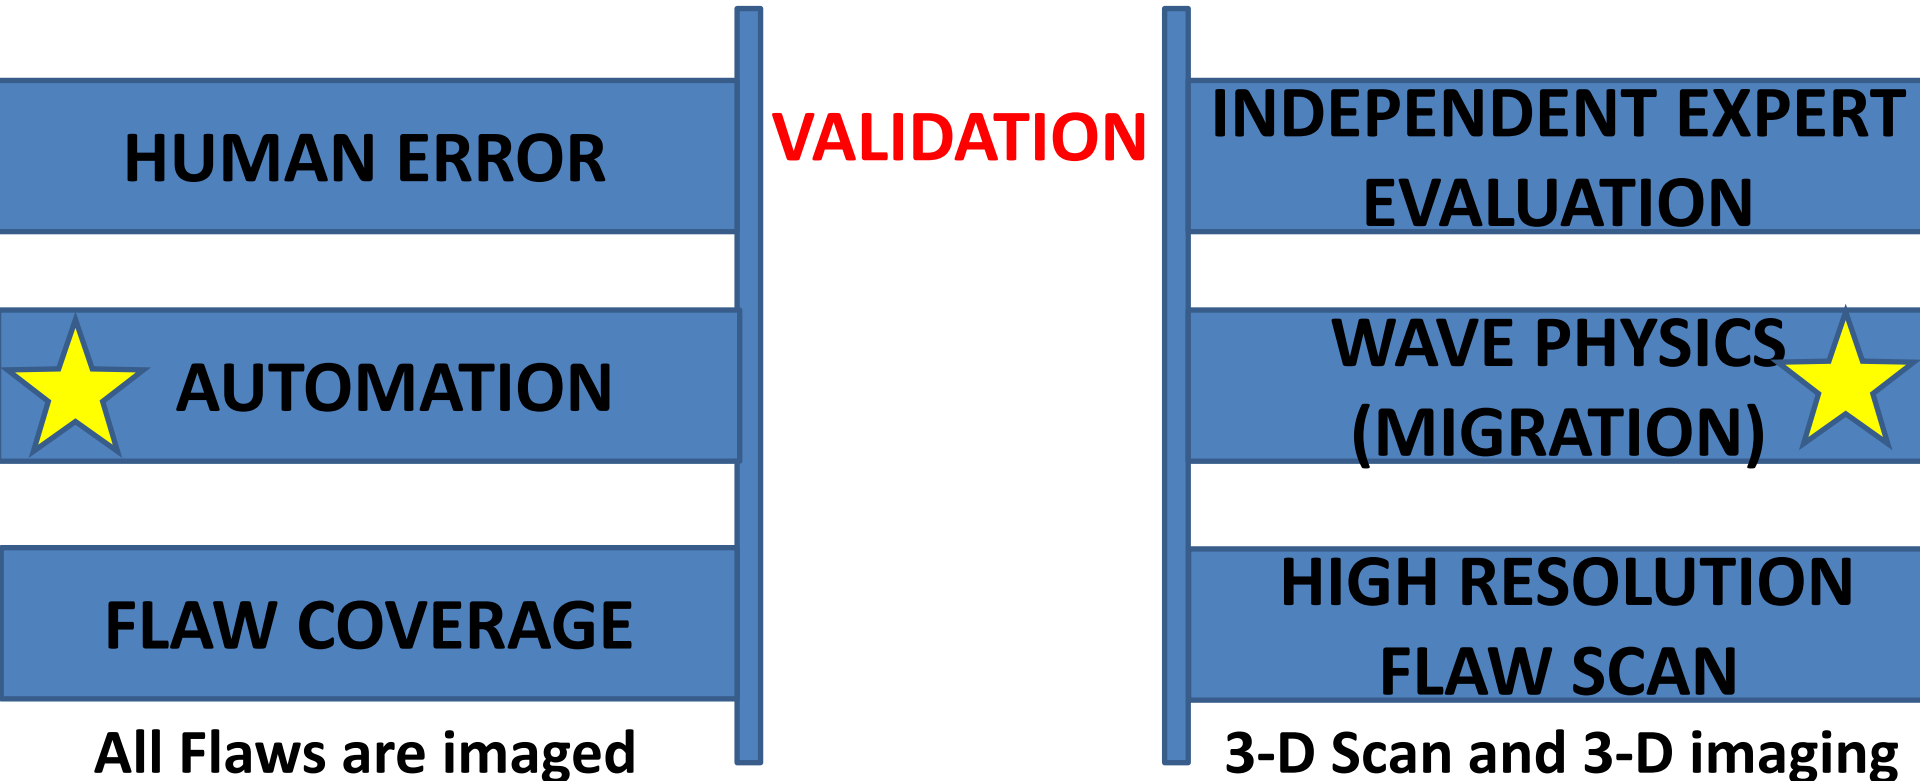 HUMAN ERROR
AUTOMATION
FLAW COVERAGE
All Flaws are imaged
VALIDATION
INDEPENDENT EXPERT
EVALUATION
WAVE PHYSICS
(MIGRATION)
HIGH RESOLUTION
FLAW SCAN
3-D Scan and 3-D imaging